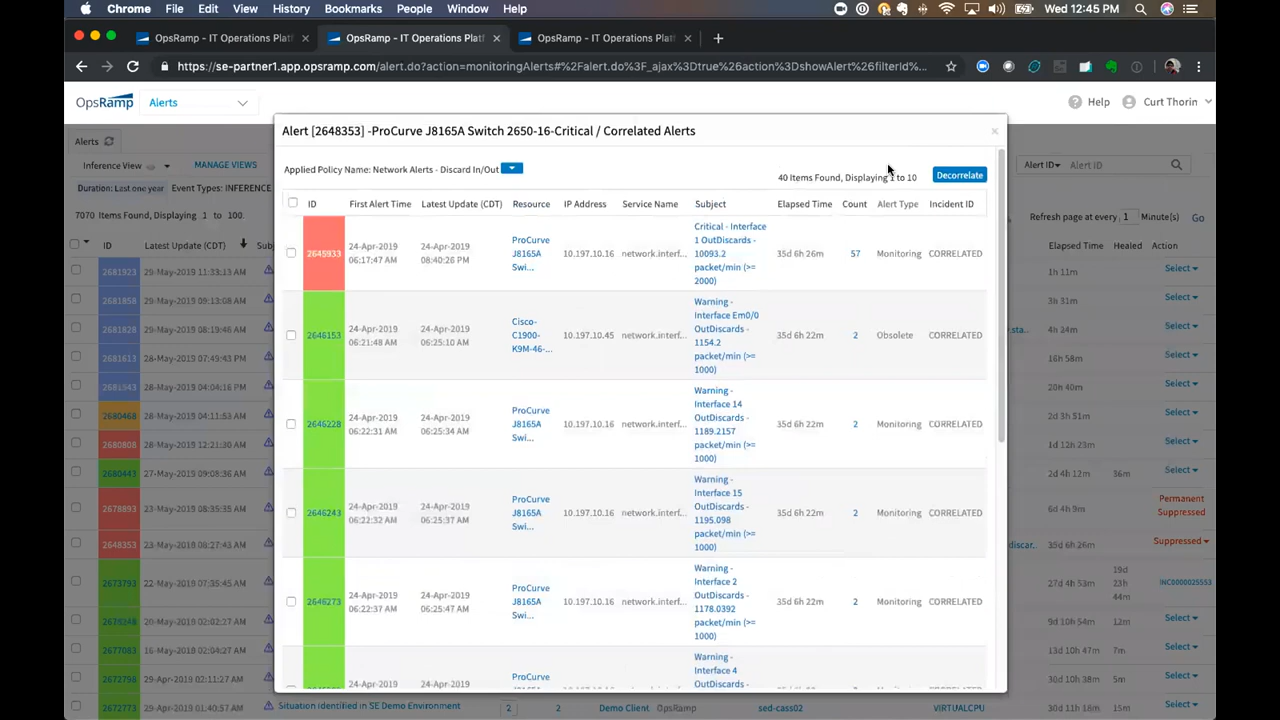 Chrome File Edit View History Bookmarks People Window Help
Wed 12:45 PM
OpsRamp – IT Operations Platf
OpsRamp – IT Operations Platf
OpsRamp – IT Operations Platf
https://se-partner1.app.opsramp.com/alert.do?action=monitoringAlerts#%2Falert.do%3F_ajax%3Dtrue%26action%3DshowAlert%26filterId%...
OpsRamp
Alerts
Help
Curt Thorin
Alerts
Inference View
MANAGE VIEWS
Duration: Last one year Event Types: INFERENCE
7070 Items Found, Displaying 1 to 100
Alert ID
Alert ID
Refresh page at every 1 Minute(s) Go
ID Latest Update (CDT)
Elapsed Time Healed Action
2681923 29-May-2019 11:33:13 AM
1h 11m Select
2681858 29-May-2019 09:13:08 AM
3h 31m Select
2681828 29-May-2019 08:19:46 AM
4h 24m Select
2681613 28-May-2019 07:49:43 PM
16h 58m Select
28-May-2019 04:04:16 PM
20h 40m Select
2680468 28-May-2019 04:11:53 AM
2d 3h 51m Select
2680808 28-May-2019 12:21:30 AM
1d 12h 23m Select
2680443 27-May-2019 09:08:36 AM
2d 4h 12m 36m Select
2678893 23-May-2019 08:35:35 AM
6d 4h 9m Permanent
Suppressed
2648353 23-May-2019 08:27:43 AM
35d 6h 26m Suppressed
2673793 22-May-2019 07:35:45 AM
27d 4h 53m
19d
23h
44m
INC0000025553
2676248 20-May-2019 02:02:27 AM
9d 10h 54m 12m Select
2677083 16-May-2019 02:04:27 AM
13d 10h 47m 7m Select
2672798 29-Apr-2019 02:11:27 AM
30d 10h 38m 5m Select
2672773 29-Apr-2019 01:40:57 AM
Situation identified in SE Demo Environment 2 2 Demo Client OpsRamp sed-cass02 VIRTUALCPU
30d 11h 18m 15m Select
Alert [2648353] -ProCurve J8165A Switch 2650-16-Critical / Correlated Alerts
Applied Policy Name: Network Alerts - Discard In/Out
40 Items Found, Displaying 1 to 10
Decorrelate
ID First Alert Time Latest Update (CDT) Resource IP Address Service Name Subject Elapsed Time Count Alert Type Incident ID
2645933
24-Apr-2019
06:17:47 AM
24-Apr-2019
08:40:26 PM
ProCurve
J8165A
Swi...
10.197.10.16
network.interf...
Critical - Interface
1 OutDiscards -
10093.2
packet/min (>=
2000)
35d 6h 26m
57
Monitoring
CORRELATED
2646153
24-Apr-2019
06:21:48 AM
24-Apr-2019
06:25:10 AM
Cisco-
C1900-
K9M-46-...
10.197.10.45
network.interf...
Warning -
Interface Em0/0
OutDiscards -
1154.2
packet/min (>=
1000)
35d 6h 22m
2
Obsolete
CORRELATED
2646228
24-Apr-2019
06:22:31 AM
24-Apr-2019
06:25:34 AM
ProCurve
J8165A
Swi...
10.197.10.16
network.interf...
Warning -
Interface 14
OutDiscards -
1189.2157
packet/min (>=
1000)
35d 6h 22m
2
Monitoring
CORRELATED
2646243
24-Apr-2019
06:22:32 AM
24-Apr-2019
06:25:37 AM
ProCurve
J8165A
Swi...
10.197.10.16
network.interf...
Warning -
Interface 15
OutDiscards -
1195.098
packet/min (>=
1000)
35d 6h 22m
2
Monitoring
CORRELATED
2646273
24-Apr-2019
06:22:37 AM
24-Apr-2019
06:25:47 AM
ProCurve
J8165A
Swi...
10.197.10.16
network.interf...
Warning -
Interface 2
OutDiscards -
1178.0392
packet/min (>=
1000)
35d 6h 22m
2
Monitoring
CORRELATED
24-Apr-2019
24-Apr-2019
ProCurve
Warning -
Interface 4
OutDiscards -